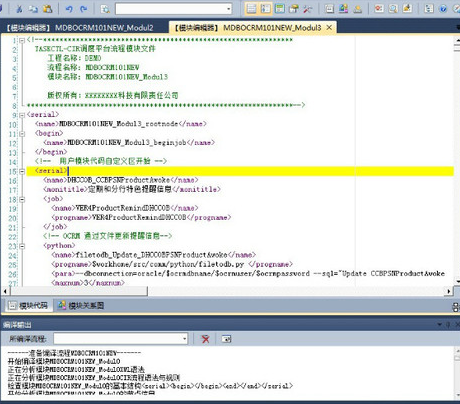 【模块编辑器】 MDBOCRM101NEW_Modul2 【模块编辑器】 MDBOCRM101NEW_Modul3 ×
1 <!--**************************************************
2 TASKCTL-CIR调度平台流程模块文件
3 工程名称: DEMO
4 流程名称: MDBOCRM101NEW
5 模块名称: MDBOCRM101NEW_Modul3
6
7 版权所有: XXXXXXXX科技有限责任公司
8
9 <serial>
10 <name>MDBOCRM101NEW_Modul3_rootnode</name>
11 <begin>
12 <name>MDBOCRM101NEW_Modul3_beginjob</name>
13 </begin>
14 <!-- 用户模块代码自定义区开始 -->
15 <serial>
16 <name>DHCCOB_CCBPSNProductAwoke</name>
17 <monititle>定期和分行特色提醒信息</monititle>
18 <job>
19 <name>VER4ProductRemindDHCCOB</name>
20 <progname>VER4ProductRemindDHCCOB</progname>
21 </job>
22 <!-- OCRM 通过文件更新提醒信息-->
23 <python>
24 <name>filetodb_Update_DHCCOBPSNProductAwoke</name>
25 <progname>$workhome/src/comm/python/filetodb.py </progname>
26 <para>--dbconnection=oracle/$ocrmdbname/$ocrmuser/$ocrmpassword --sql="Update CCBPSNProductAwoke
27 <maxnum>3</maxnum>
模块代码 模块关系图
编译输出
所编流程:
------准备编译流程MDBOCRM101NEW-------
开始编译模块MDBOCRM101NEW_Modul0
正在分析模块MDBOCRM101NEW_Modul0XML语法
正在分析模块MDBOCRM101NEW_Modul0CIR流程语法与规则
检查模块MDBOCRM101NEW_Modul0的基本结构<serial><begin></begin><end></end></serial>